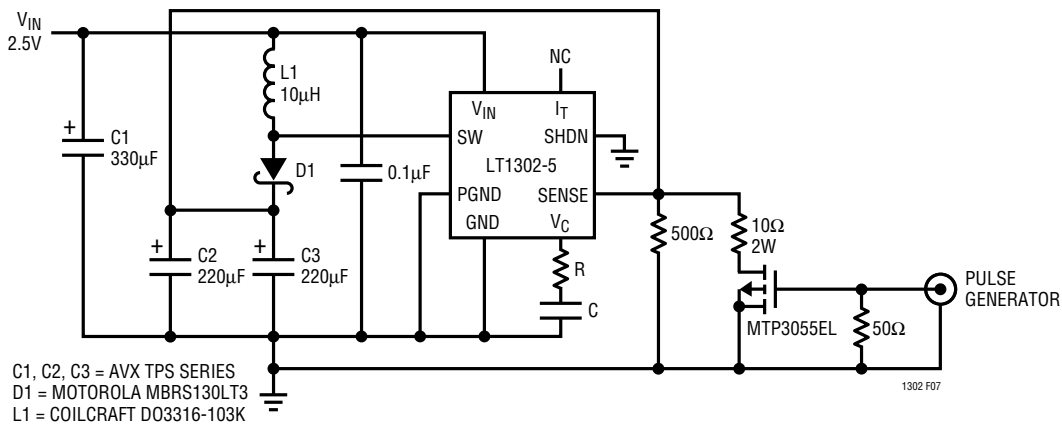 V_IN
2.5V
L1
10µH
NC
V_IN
I_T
SW
SHDN
LT1302-5
PGND
SENSE
GND
V_C
+
C1
330µF
D1
0.1µF
+
C2
220µF
+
C3
220µF
500Ω
10Ω
2W
R
C
MTP3055EL
50Ω
PULSE
GENERATOR
C1, C2, C3 = AVX TPS SERIES
D1 = MOTOROLA MBRS130LT3
L1 = COILCRAFT DO3316-103K
1302 F07